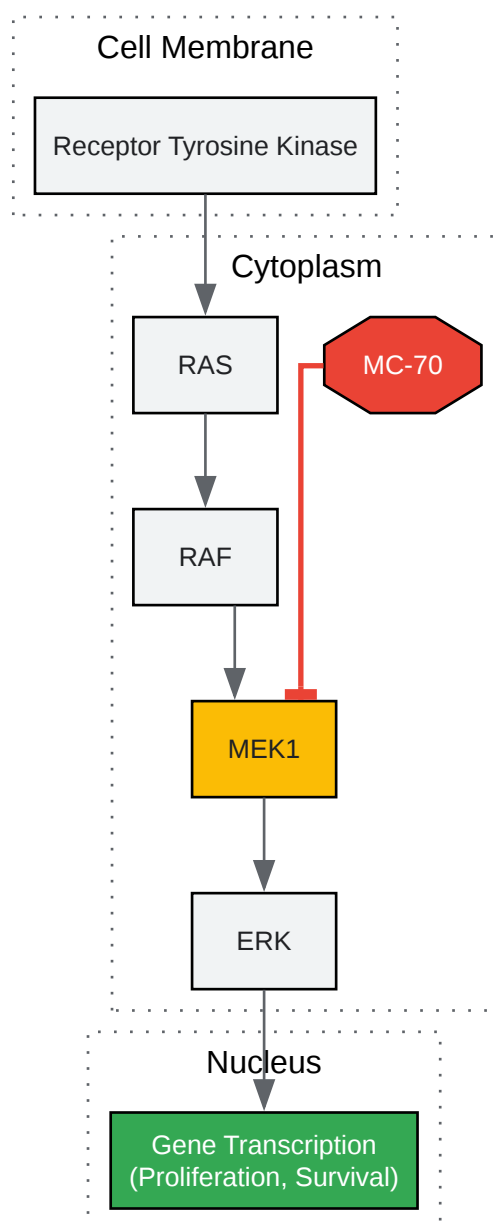 Cell Membrane
Receptor Tyrosine Kinase
Cytoplasm
RAS
MC-70
RAF
MEK1
ERK
Nucleus
Gene Transcription
(Proliferation, Survival)